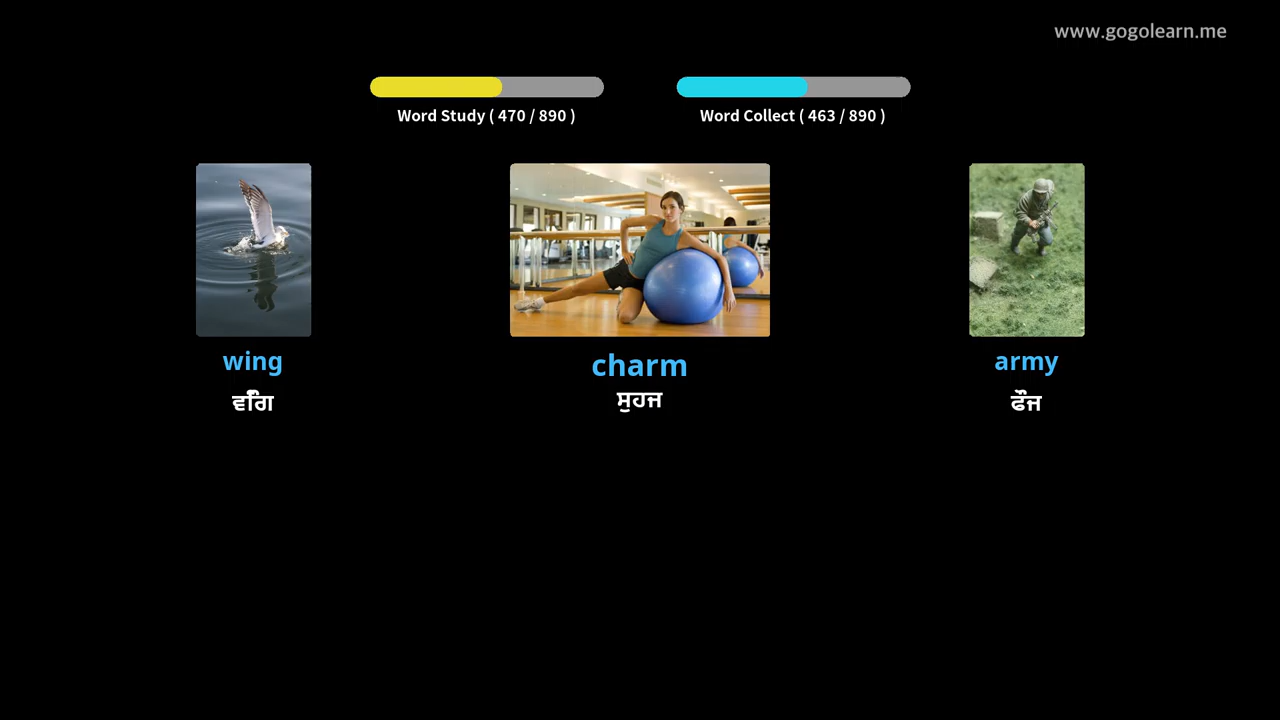 www.gogolearn.me
Word Study ( 470 / 890 )
Word Collect ( 463 / 890 )
wing
charm
army
ਸੁਹਜ
ਫੌਜ